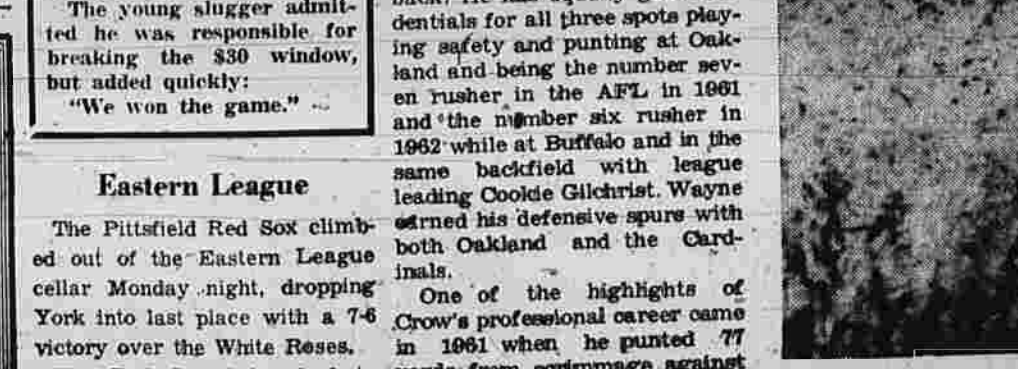 The young slugger admit-
ted he was responsible for
breaking the $30 window,
but added quickly:
"We won the game."
Eastern League
The Pittsfield Red Sox climb-
ed out of the Eastern League
cellar Monday night, dropping
York into last place with a 7-6
victory over the White Roses.
dentials for all three spots play-
ing safety and punting at Oak-
land and being the number sev-
en rusher in the AFL in 1961
and the number six rusher in
1962 while at Buffalo and in the
same backfield with league
leading Cookie Gilchrist. Wayne
earned his defensive spurs with
both Oakland and the Card-
inals.
One of the highlights of
Crow's professional career came
in 1961 when he punted 77
yards from scrimmage against